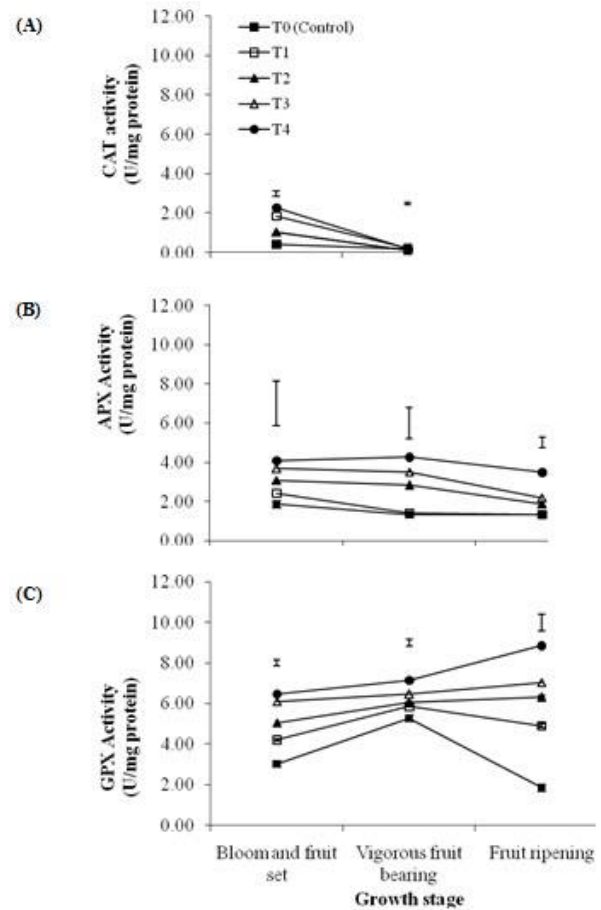 (A)
CAT activity
(U/mg protein)
12.00
10.00
8.00
6.00
4.00
2.00
0.00
T0 (Control)
T1
T2
T3
T4
(B)
APX Activity
(U/mg protein)
12.00
10.00
8.00
6.00
4.00
2.00
0.00
(C)
GPX Activity
(U/mg protein)
12.00
10.00
8.00
6.00
4.00
2.00
0.00
Bloom and fruit
set
Vigorous fruit
bearing
Fruit ripening
Growth stage